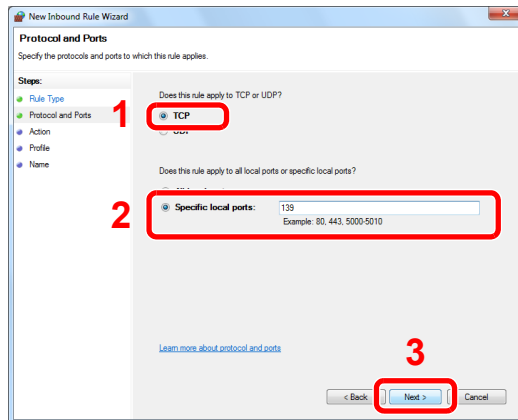 New Inbound Rule Wizard
Protocol and Ports
Specify the protocols and ports to which this rule applies.
Steps:
Rule Type
Protocol and Ports
Action
Profile
Name
Does this rule apply to TCP or UDP?
1
TCP
UDP
Does this rule apply to all local ports or specific local ports?
2
Specific local ports:
139
Example: 80, 443, 5000-5010
Learn more about protocol and ports
3
< Back
Next >
Cancel